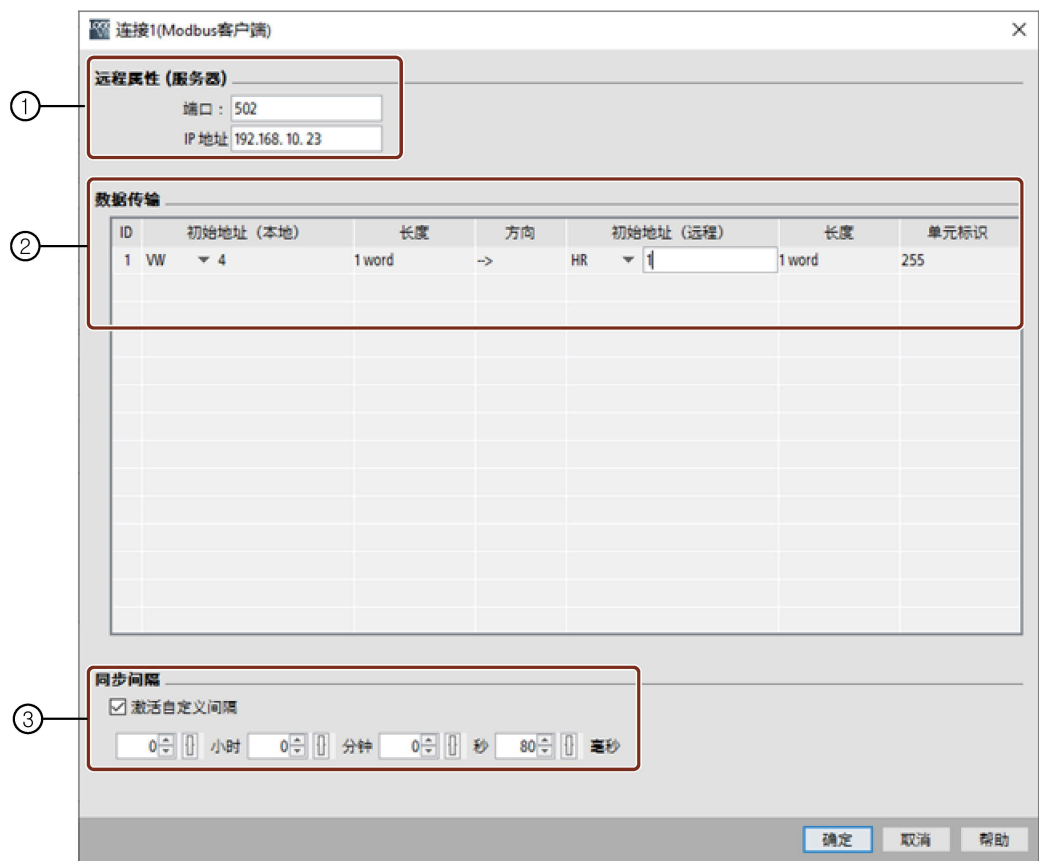 连接1(Modbus客户端)
① 远程属性 (服务器)
端口： 502
IP 地址 192.168. 10. 23
② 数据传输
ID 初始地址（本地） 长度 方向 初始地址（远程） 长度 单元标识
1 VW 4 1 word --> HR 1 1 word 255
③ 同步间隔
激活自定义间隔
0 小时 0 分钟 0 秒 80 毫秒
确定 取消 帮助